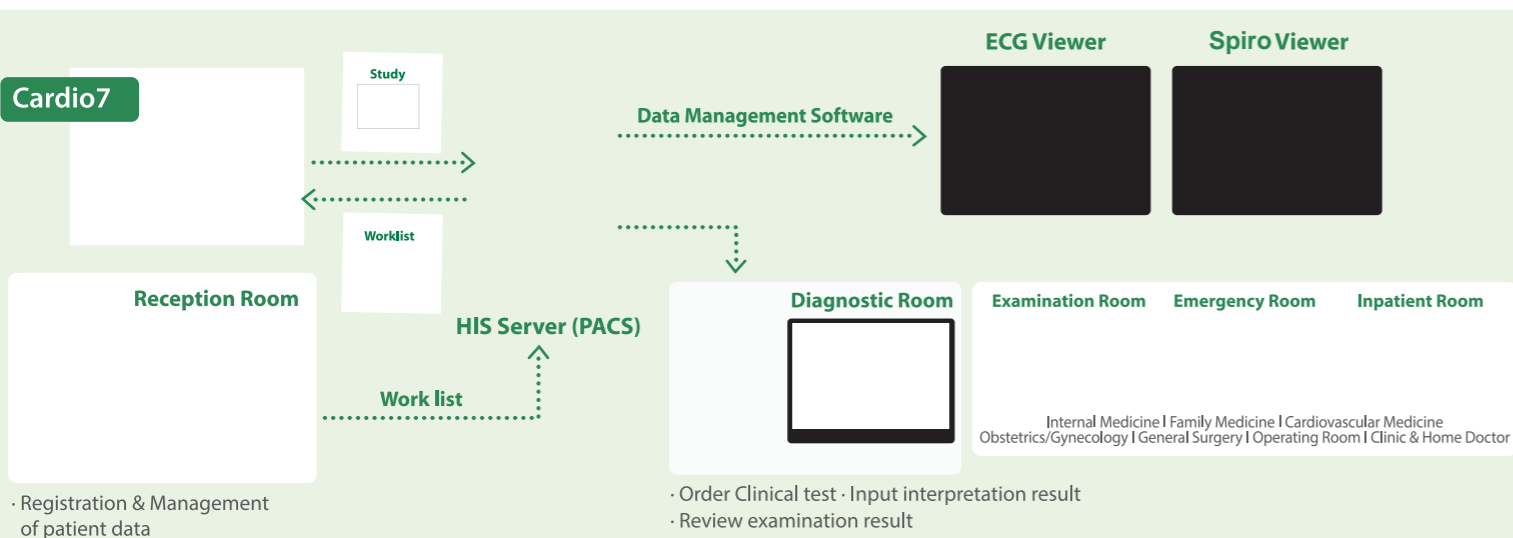 ECG Viewer
Spiro Viewer
Cardio7
Study
Data Management Software
Worklist
Reception Room
HIS Server (PACS)
Work list
Diagnostic Room
Examination Room
Emergency Room
Inpatient Room
Internal Medicine I Family Medicine I Cardiovascular Medicine
Obstetrics/Gynecology I General Surgery I Operating Room I Clinic & Home Doctor
· Registration & Management
of patient data
· Order Clinical test · Input interpretation result
· Review examination result